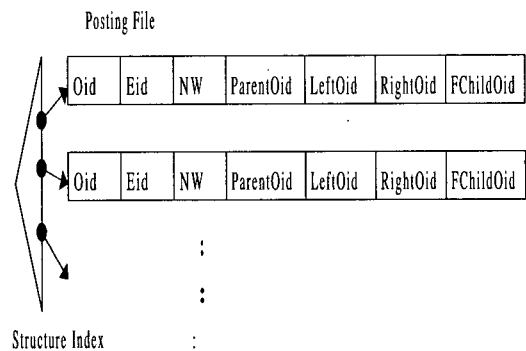 Posting File
Oid Eid NW ParentOid LeftOid RightOid FChildOid
Oid Eid NW ParentOid LeftOid RightOid FChildOid
:
:
Structure Index :